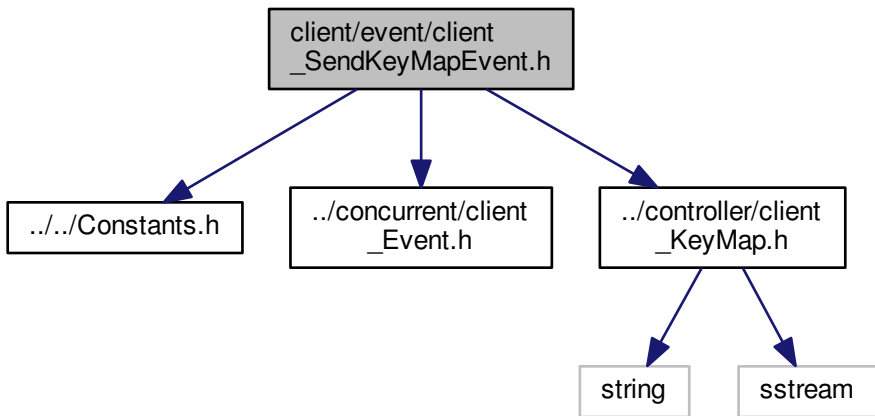 client/event/client
_SendKeyMapEvent.h
../../Constants.h
../concurrent/client
_Event.h
../controller/client
_KeyMap.h
string
sstream